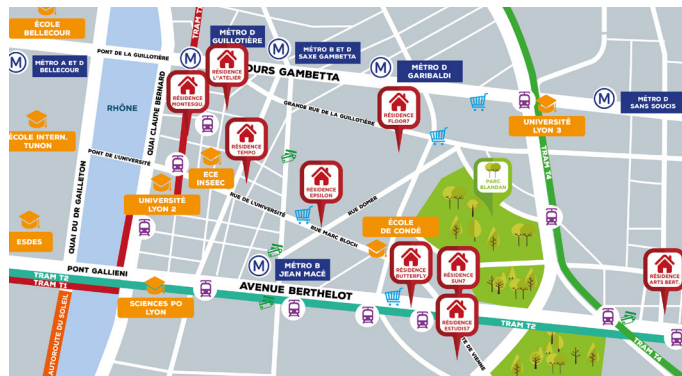 ÉCOLE
BELLECOUR
PONT DE LA GUILLOTIÈRE
MÉTRO D
GUILLOTIÈRE
MÉTRO B ET D
SAXE GAMBETTA
M
M
M
MÉTRO A ET D
BELLECOUR
RÉSIDENCE
L'ATELIER
OURS GAMBETTA
M
MÉTRO D
GARIBALDI
TRAM T1
RÉSIDENCE
MONTESQU.
RHÔNE
QUAI CLAUDE BERNARD
GRANDE RUE DE LA GUILLOTIÈRE
RÉSIDENCE
FLOOR7
M
MÉTRO D
SANS SOUCIS
UNIVERSITÉ
LYON 3
ÉCOLE INTERN.
TUNON
RÉSIDENCE
TEMPO
PONT DE L'UNIVERSITÉ
ECE
INSEEC
TRAM T4
PARC
BLANDAN
UNIVERSITÉ
LYON 2
RÉSIDENCE
EPSILON
RUE DE L'UNIVERSITÉ
RUE DOMER
QUAI DU DR GAILLETON
ESDES
RUE MARC BLOCH
ÉCOLE
DE CONDÉ
PONT GALLIENI
M
MÉTRO B
JEAN MACÉ
RÉSIDENCE
BUTTERFLY
RÉSIDENCE
SUN7
RÉSIDENCE
ARTS BERT.
TRAM T2
TRAM T1
AVENUE BERTHELOT
SCIENCES PO
LYON
RÉSIDENCE
ESTUDI57
TRAM T2
AUTOROUTE DU SOLEIL
TE DE VIENNE
TRAM T4